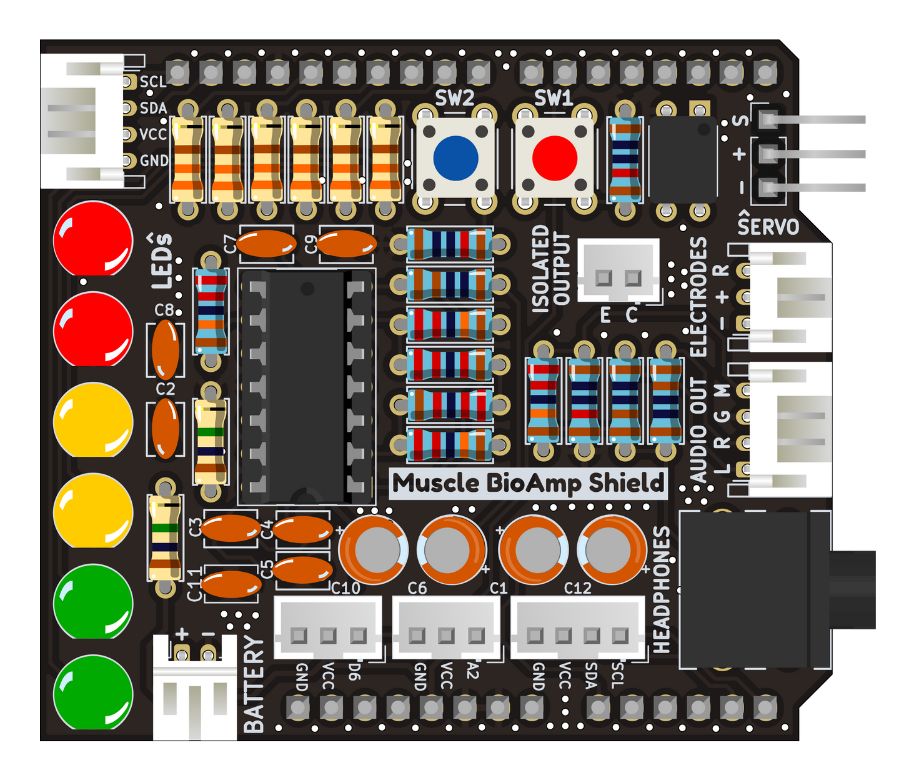 SCL
SDA
VCC
GND
SW2
SW1
S
+
-
SERVO
LEDs
C7
C9
ISOLATED
OUTPUT
E C
ELECTRODES
- + R
C8
C2
AUDIO OUT
L R G M
Muscle BioAmp Shield
C3
C4
C5
C11
+
+
+
+
C10
C6
C1
C12
HEADPHONES
+ -
BATTERY
GND
VCC
D6
GND
VCC
A2
GND
VCC
SDA
SCL